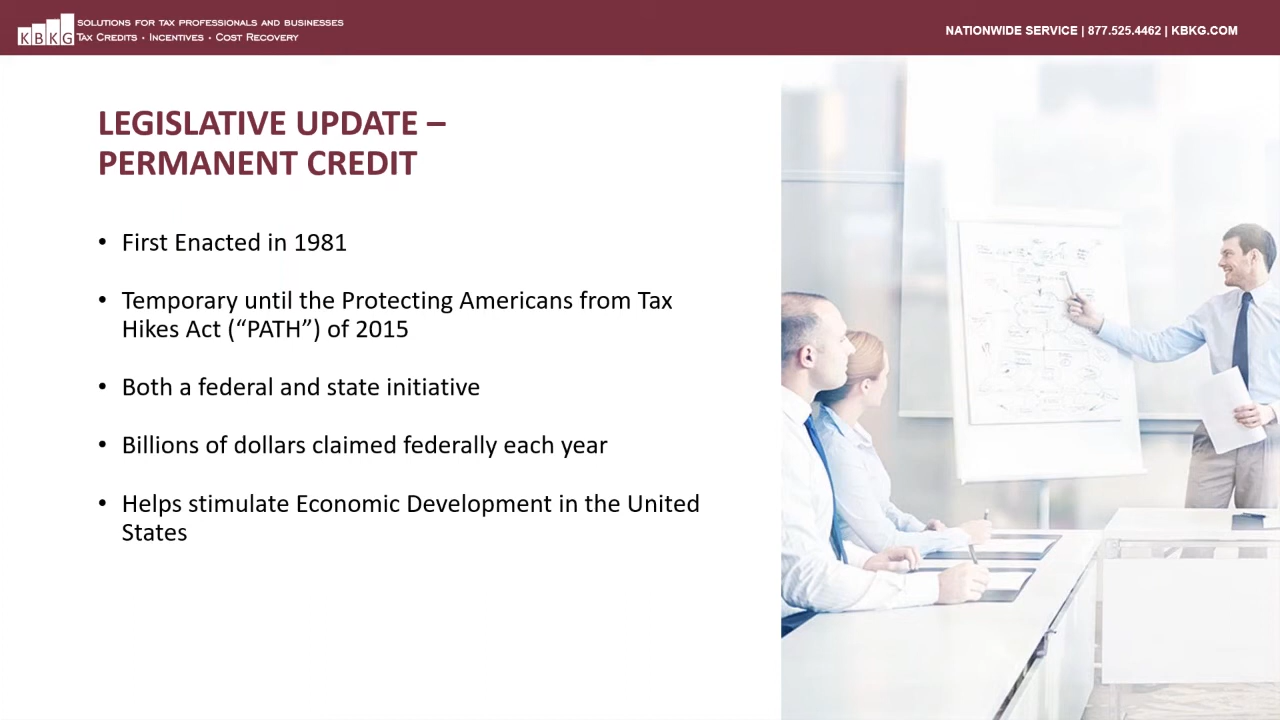 KBKG
SOLUTIONS FOR TAX PROFESSIONALS AND BUSINESSES
TAX CREDITS · INCENTIVES · COST RECOVERY
NATIONWIDE SERVICE | 877.525.4462 | KBKG.COM
LEGISLATIVE UPDATE –
PERMANENT CREDIT
• First Enacted in 1981
• Temporary until the Protecting Americans from Tax
Hikes Act (“PATH”) of 2015
• Both a federal and state initiative
• Billions of dollars claimed federally each year
• Helps stimulate Economic Development in the United
States